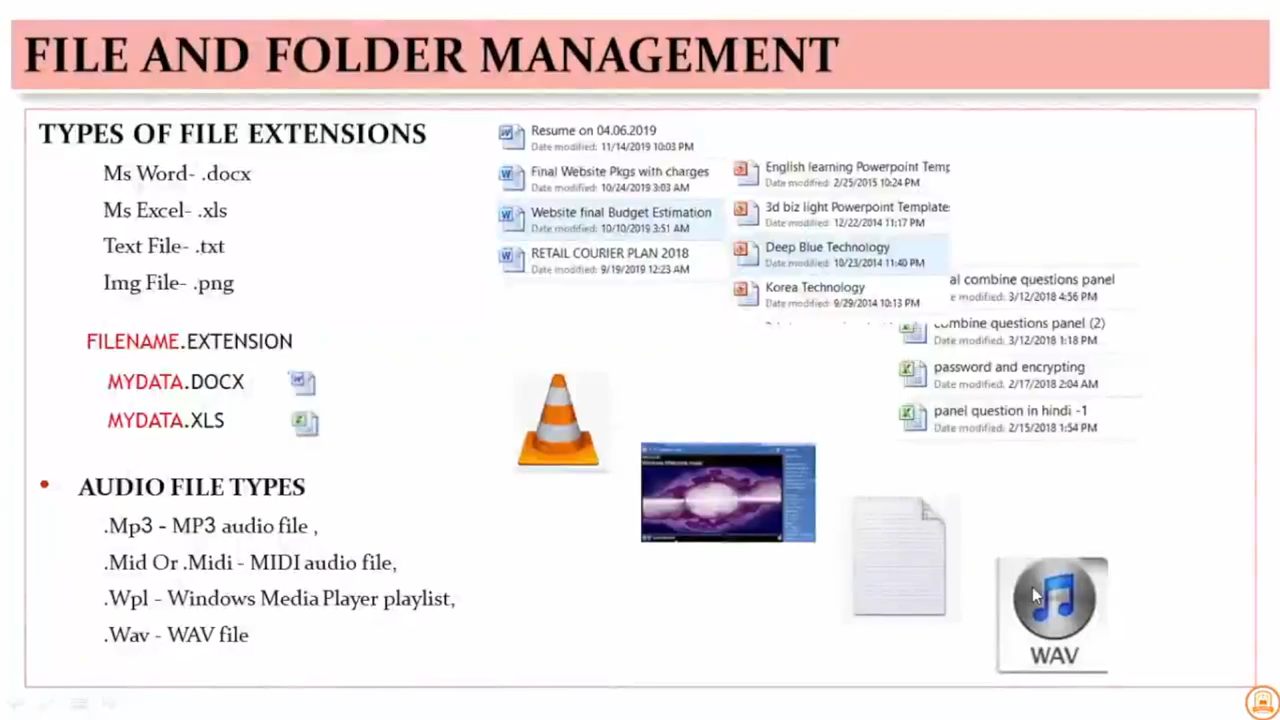 FILE AND FOLDER MANAGEMENT
TYPES OF FILE EXTENSIONS
Ms Word- .docx
Ms Excel- .xls
Text File- .txt
Img File- .png
FILENAME.EXTENSION
MYDATA.DOCX
MYDATA.XLS
AUDIO FILE TYPES
.Mp3 - MP3 audio file ,
.Mid Or .Midi - MIDI audio file,
.Wpl - Windows Media Player playlist,
.Wav - WAV file
Resume on 04.06.2019
Date modified: 11/14/2019 10:03 PM
Final Website Pkgs with charges
Date modified: 10/24/2019 3:03 AM
Website final Budget Estimation
Date modified: 10/10/2019 3:51 AM
RETAIL COURIER PLAN 2018
Date modified: 9/19/2019 12:23 AM
English learning Powerpoint Temp
Date modified: 2/25/2015 10:24 PM
3d biz light Powerpoint Template
Date modified: 12/22/2014 11:17 PM
Deep Blue Technology
Date modified: 10/23/2014 11:40 PM
Korea Technology
Date modified: 9/29/2014 10:13 PM
al combine questions panel
e modified: 3/12/2018 4:56 PM
combine questions panel (2)
Date modified: 3/12/2018 1:18 PM
password and encrypting
Date modified: 2/17/2018 2:04 AM
panel question in hindi -1
Date modified: 2/15/2018 1:54 PM
WAV